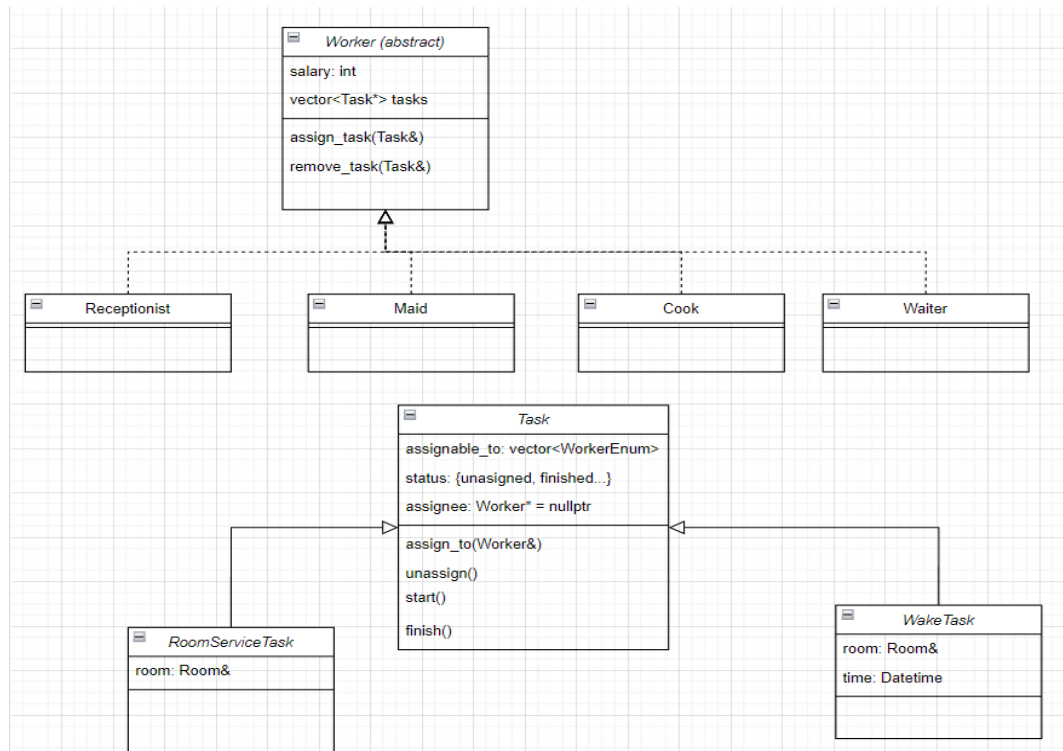 Worker (abstract)
salary: int
vector<Task*> tasks
assign_task(Task&)
remove_task(Task&)
Receptionist
Maid
Cook
Waiter
Task
assignable_to: vector<WorkerEnum>
status: {unasigned, finished...}
assignee: Worker* = nullptr
assign_to(Worker&)
unassign()
start()
finish()
RoomServiceTask
room: Room&
WakeTask
room: Room&
time: Datetime